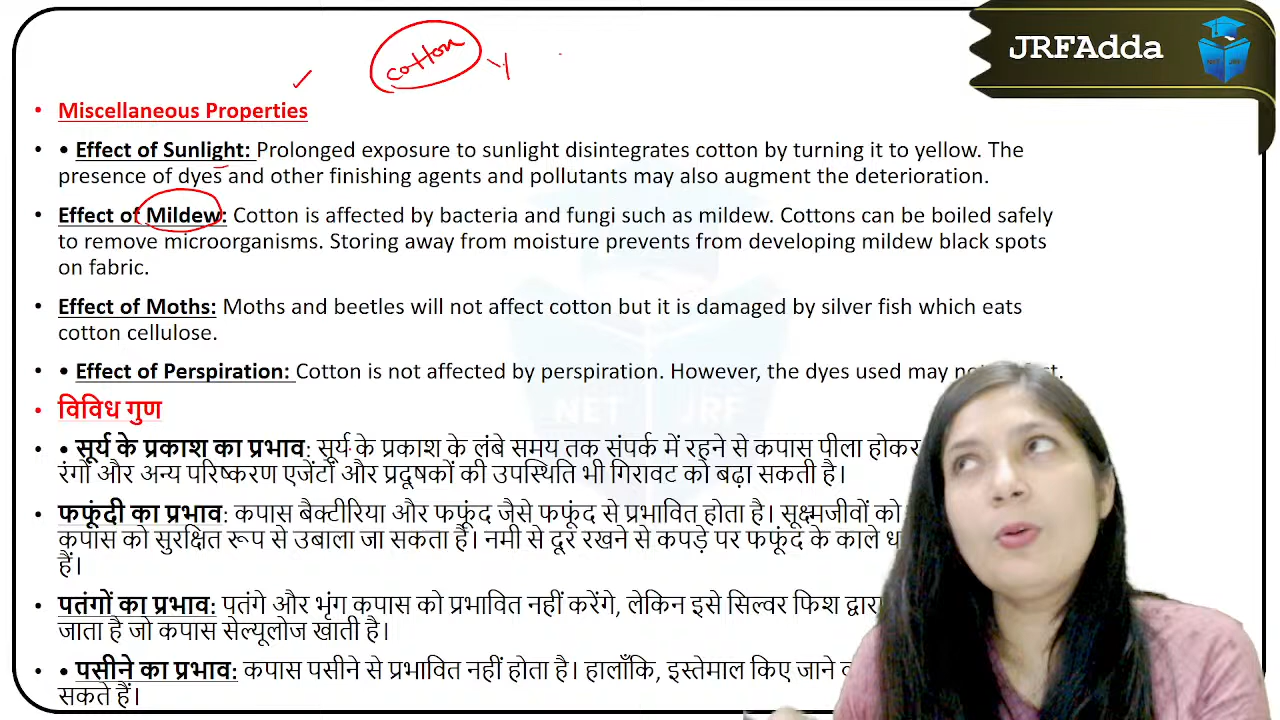 JRFAdda
cotton
Y
• Miscellaneous Properties
• • Effect of Sunlight: Prolonged exposure to sunlight disintegrates cotton by turning it to yellow. The
presence of dyes and other finishing agents and pollutants may also augment the deterioration.
• Effect of Mildew: Cotton is affected by bacteria and fungi such as mildew. Cottons can be boiled safely
to remove microorganisms. Storing away from moisture prevents from developing mildew black spots
on fabric.
• Effect of Moths: Moths and beetles will not affect cotton but it is damaged by silver fish which eats
cotton cellulose.
• • Effect of Perspiration: Cotton is not affected by perspiration. However, the dyes used may
• विविध गुण
• • सूर्य के प्रकाश का प्रभाव: सूर्य के प्रकाश के लंबे समय तक संपर्क में रहने से कपास पीला होकर
रंगों और अन्य परिष्करण एजेंटों और प्रदूषकों की उपस्थिति भी गिरावट को बढ़ा सकती है।
• फफूंदी का प्रभाव: कपास बैक्टीरिया और फफूंद जैसे फफूंद से प्रभावित होता है। सूक्ष्मजीवों को
कपास को सुरक्षित रूप से उबाला जा सकता है। नमी से दूर रखने से कपड़े पर फफूंद के काले
हैं।
• पतंगों का प्रभाव: पतंगे और भृंग कपास को प्रभावित नहीं करेंगे, लेकिन इसे सिल्वर फिश द्वारा
जाता है जो कपास सेल्यूलोज खाती है।
• • पसीने का प्रभाव: कपास पसीने से प्रभावित नहीं होता है। हालाँकि, इस्तेमाल किए जाने
सकते हैं।
NET JRF